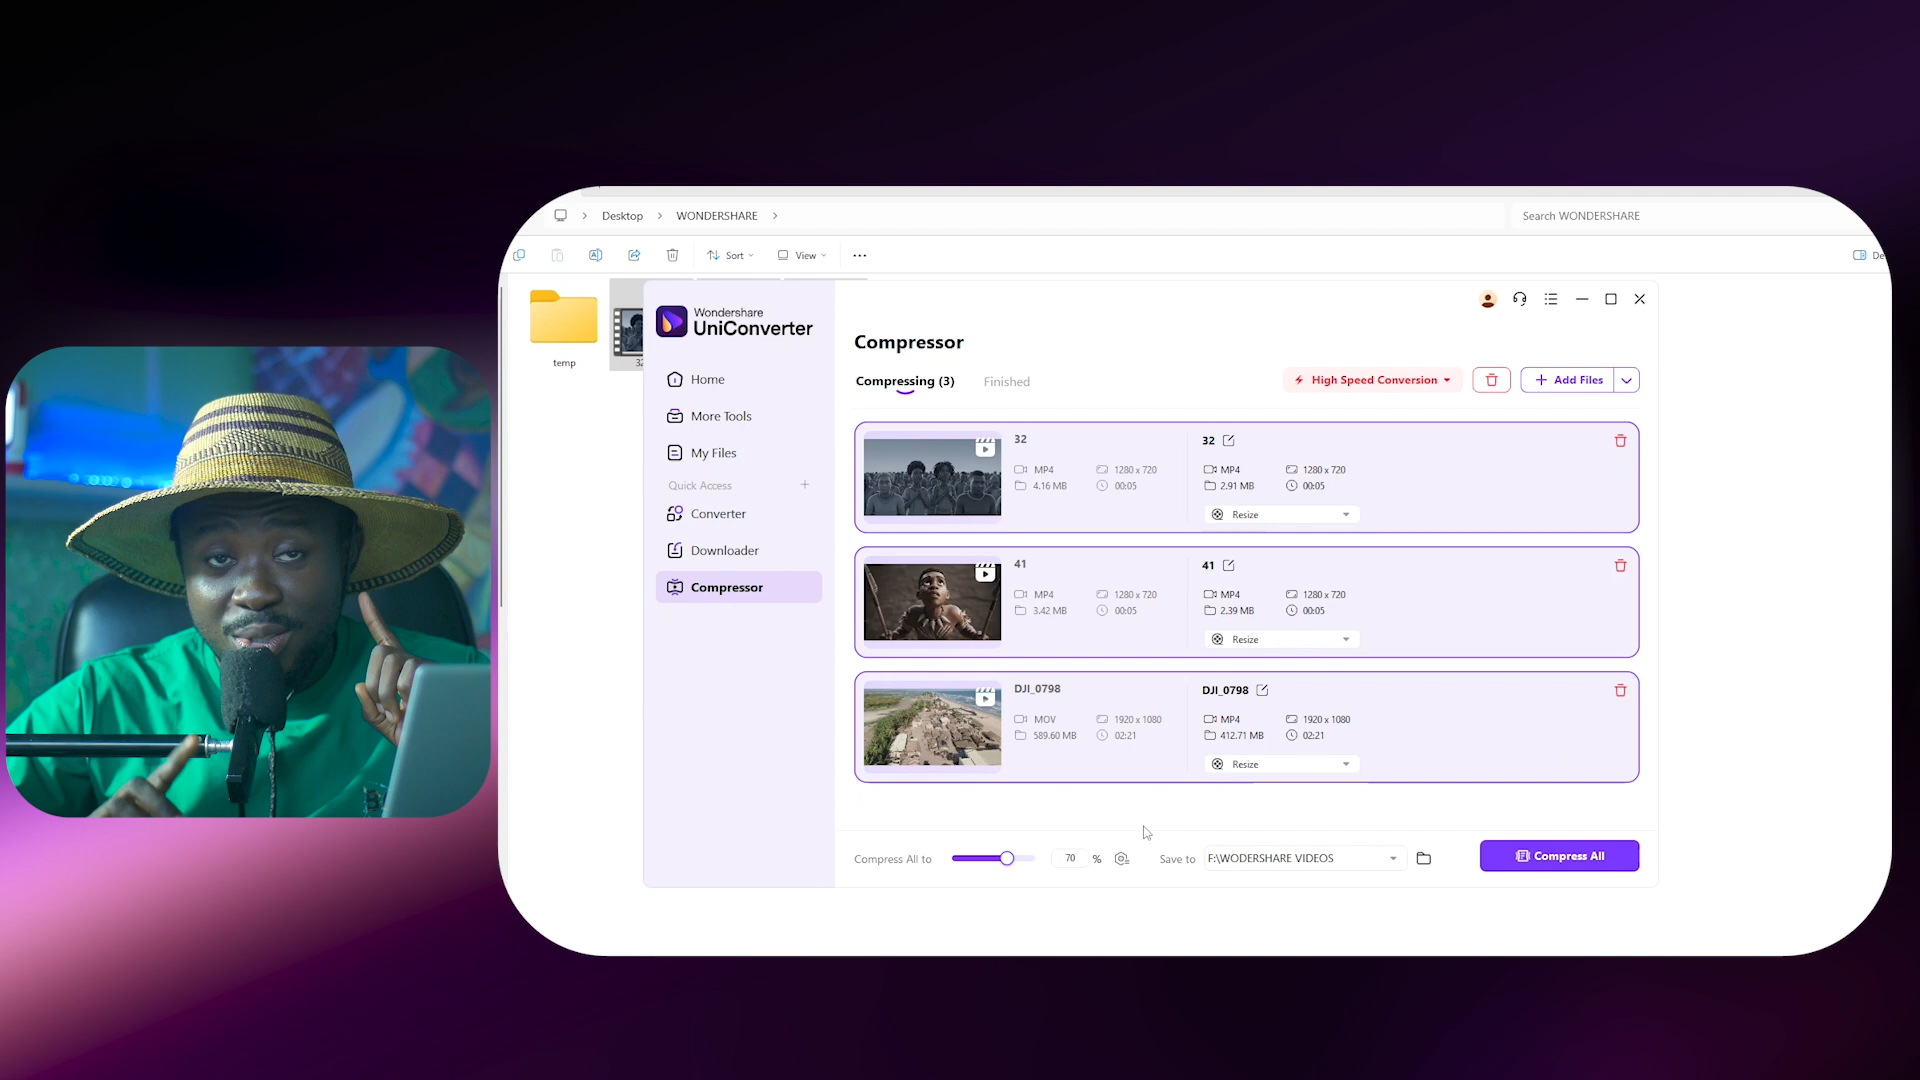 Desktop > WONDERSHARE >
Search WONDERSHARE
Sort
View
temp
32
Wondershare
UniConverter
Home
More Tools
My Files
Quick Access
Converter
Downloader
Compressor
Compressor
Compressing (3)
Finished
High Speed Conversion
Add Files
32
MP4
1280 x 720
4.16 MB
00:05
32
MP4
1280 x 720
2.91 MB
00:05
Resize
41
MP4
1280 x 720
3.42 MB
00:05
41
MP4
1280 x 720
2.39 MB
00:05
Resize
DJI_0798
MOV
1920 x 1080
589.60 MB
02:21
DJI_0798
MP4
1920 x 1080
412.71 MB
02:21
Resize
Compress All to
70 %
Save to
F:\WODERSHARE VIDEOS
Compress All